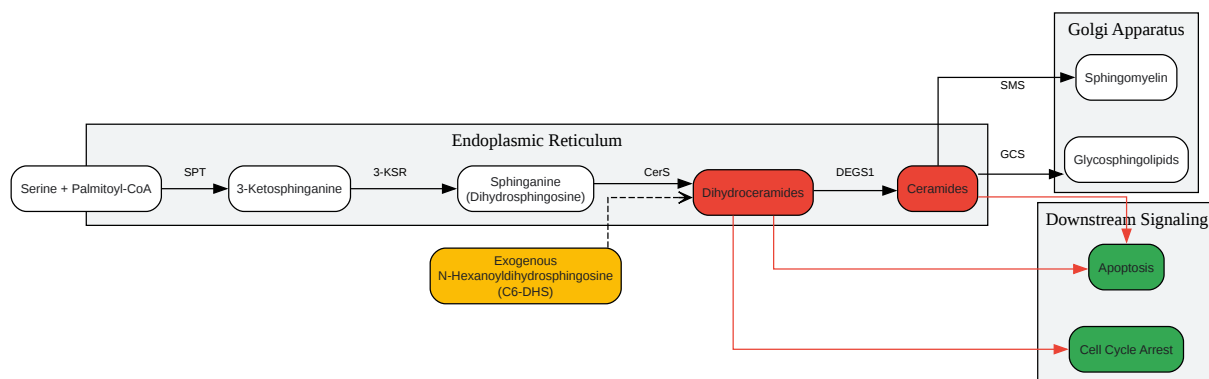 Golgi Apparatus
Sphingomyelin
SMS
Endoplasmic Reticulum
GCS
Glycosphingolipids
Serine + Palmitoyl-CoA
SPT
3-Ketosphinganine
3-KSR
Sphinganine
(Dihydrosphingosine)
CerS
Dihydroceramides
DEGS1
Ceramides
Downstream Signaling
Exogenous
N-Hexanoyldihydrosphingosine
(C6-DHS)
Apoptosis
Cell Cycle Arrest